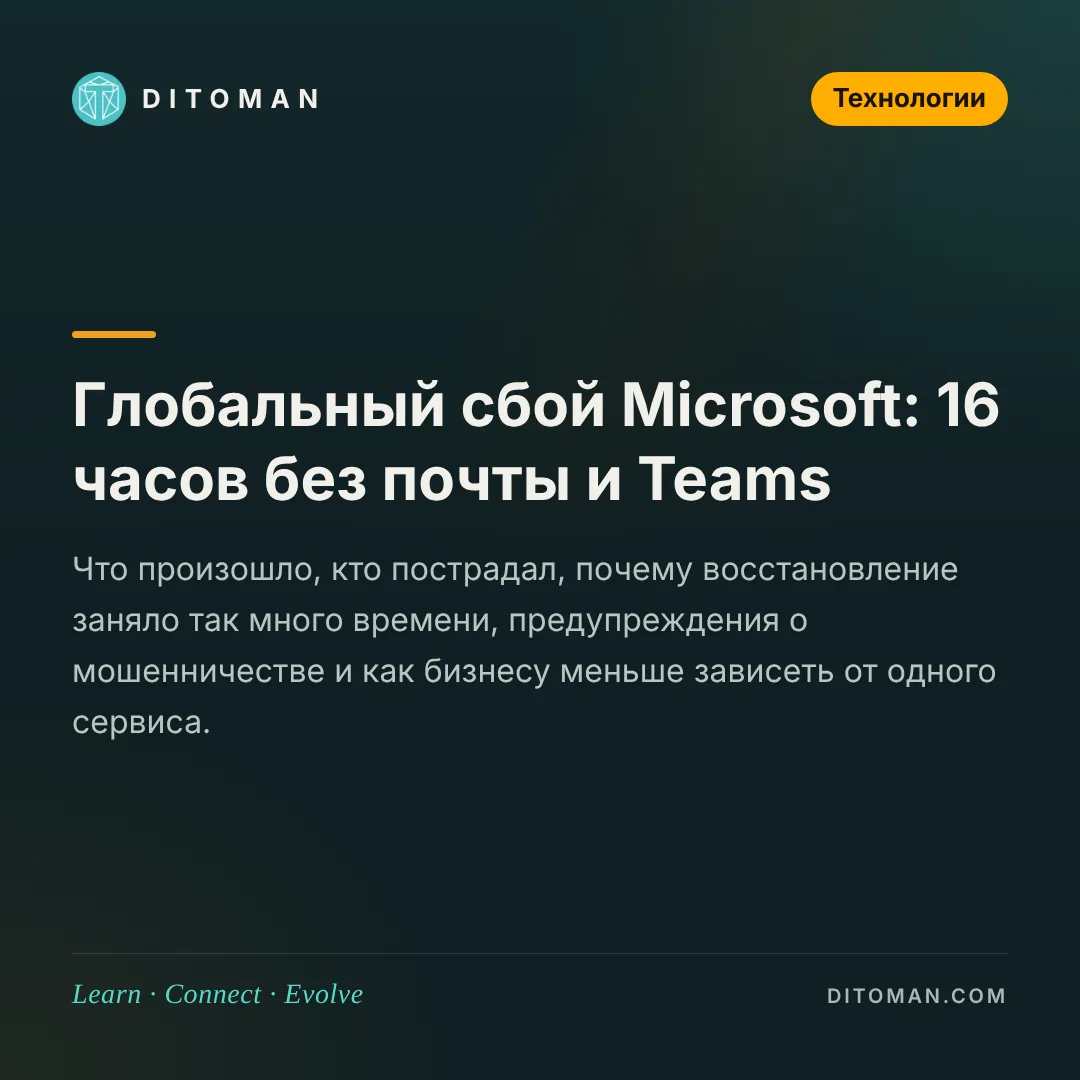 DITOMAN
Технологии
Глобальный сбой Microsoft: 16
часов без почты и Teams
Что произошло, кто пострадал, почему восстановление
заняло так много времени, предупреждения о
мошенничестве и как бизнесу меньше зависеть от одного
сервиса.
Learn · Connect · Evolve
DITOMAN.COM